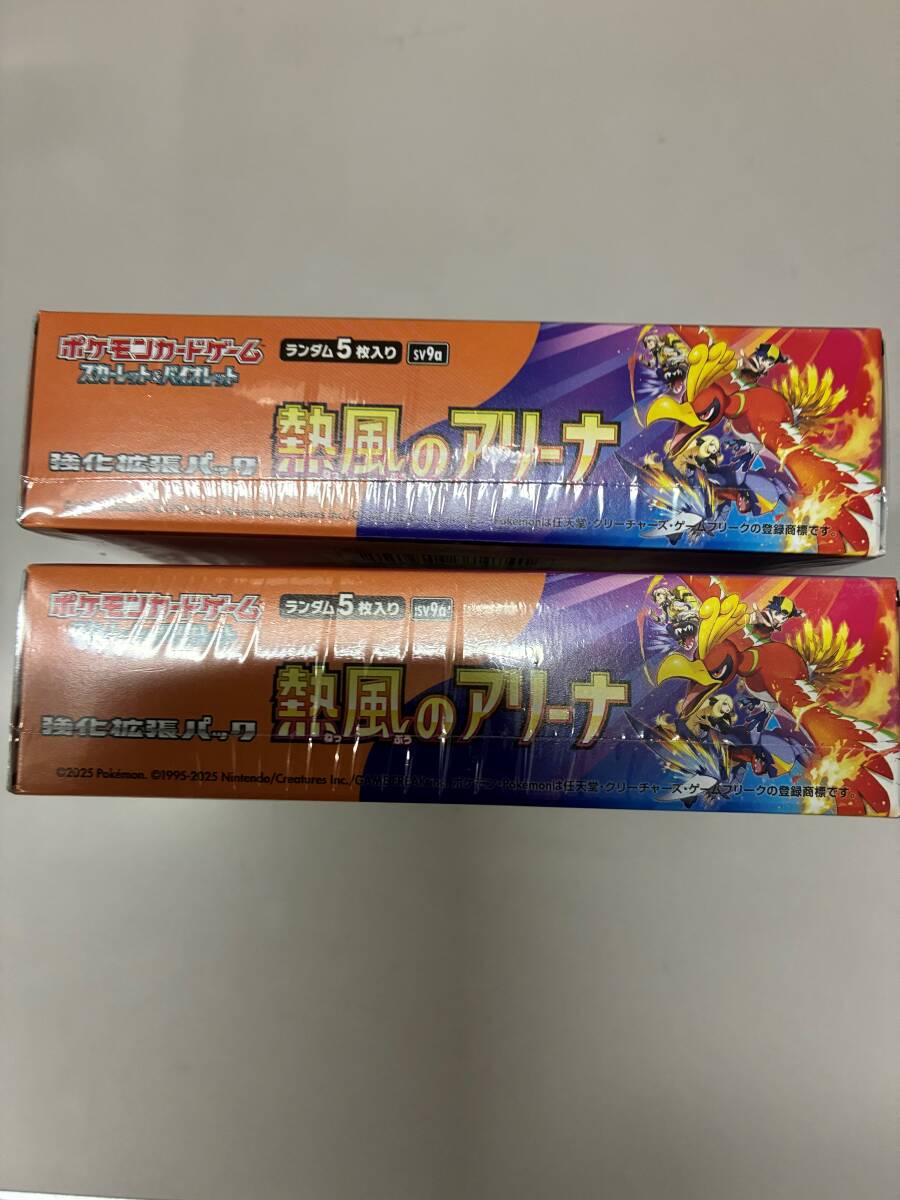 ポケモンカードゲーム
スカーレット&バイオレット
ランダム5枚入り
sv9a
強化拡張パック
熱風のアリーナ
Pokémonは任天堂・クリーチャーズ・ゲームフリークの登録商標です。
ポケモンカードゲーム
ランダム5枚入り
sv9a
強化拡張パック
熱風のアリーナ
ねっ ぷう
©2025 Pokémon. ©1995-2025 Nintendo/Creatures Inc./GAME FREAK inc. ポケモン・Pokémonは任天堂・クリーチャーズ・ゲームフリークの登録商標です。